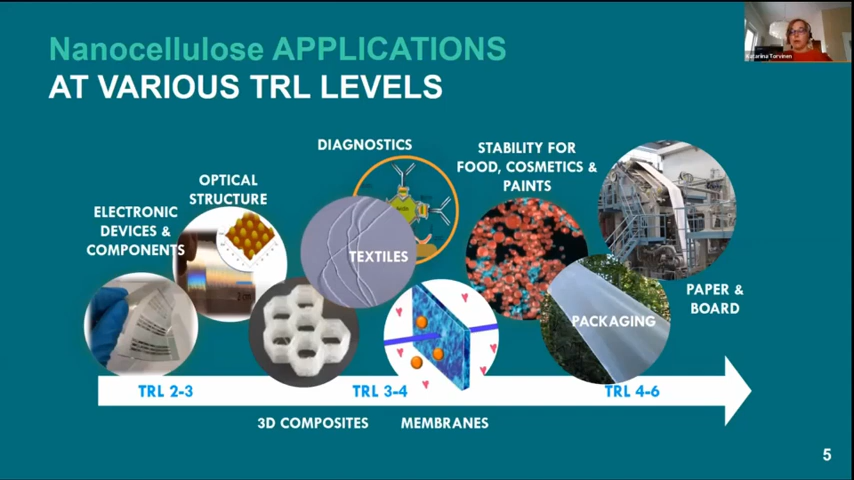 Nanocellulose APPLICATIONS
AT VARIOUS TRL LEVELS
Katariina Torvinen
DIAGNOSTICS
STABILITY FOR
FOOD, COSMETICS &
PAINTS
OPTICAL
STRUCTURE
ELECTRONIC
DEVICES &
COMPONENTS
TEXTILES
PACKAGING
PAPER &
BOARD
TRL 2-3
TRL 3-4
TRL 4-6
3D COMPOSITES
MEMBRANES
5